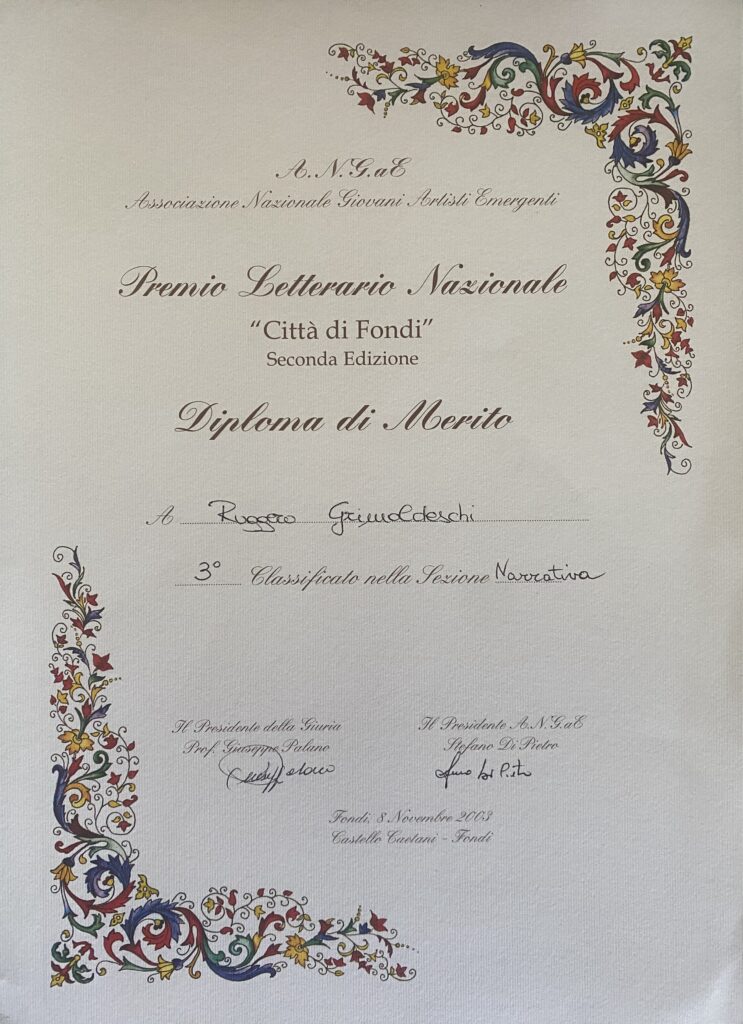 A.N.G.aE
Associazione Nazionale Giovani Artisti Emergenti
Premio Letterario Nazionale
“Città di Fondi”
Seconda Edizione
Diploma di Merito
A Ruggero Grimoldeschi
3° Classificato nella Sezione Narrativa
Il Presidente della Giuria
Prof. Giuseppe Palano
Il Presidente A.N.G.aE
Stefano Di Pietro
Fondi, 8 Novembre 2003
Castello Caetani - Fondi